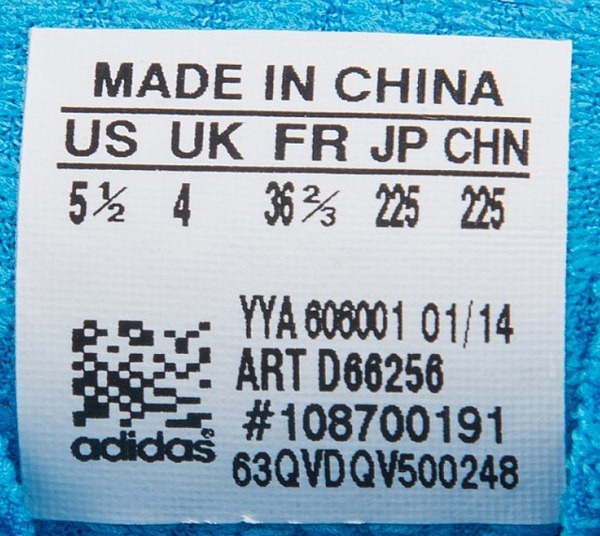 MADE IN CHINA
US UK FR JP CHN
5½ 4 36⅔ 225 225
YYA 606001 01/14
ART D66256
#108700191
adidas®
63QVDQV500248